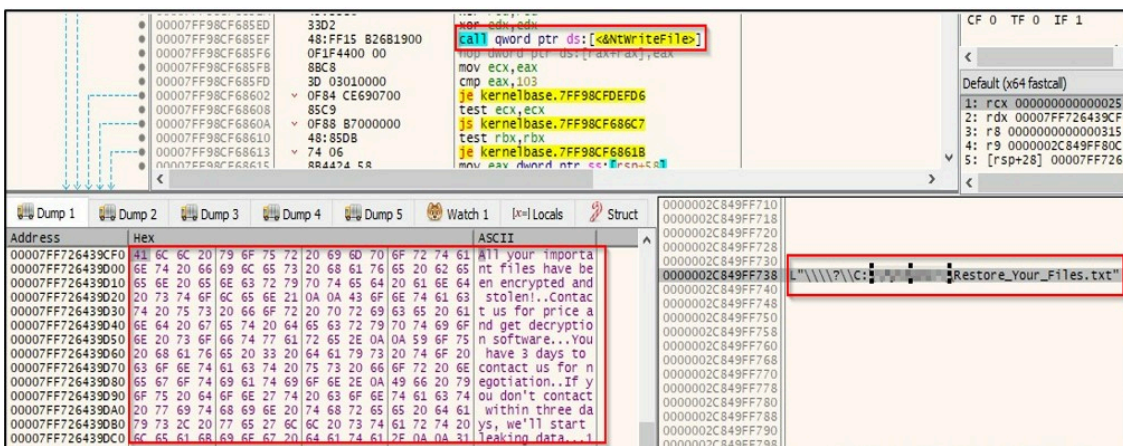 00007FF98CF685ED 33D2 xor edx,edx
00007FF98CF685EF 48:FF15 B26B1900 call qword ptr ds:[<&NtWriteFile>]
00007FF98CF685F6 0F1F4400 00 nop dword ptr ds:[rax+rax],eax
00007FF98CF685FB 8BC8 mov ecx,eax
00007FF98CF685FD 3D 03010000 cmp eax,103
00007FF98CF68602 0F84 CE690700 je kernelbase.7FF98CFDEFD6
00007FF98CF68608 85C9 test ecx,ecx
00007FF98CF6860A 0F88 B7000000 js kernelbase.7FF98CF686C7
00007FF98CF68610 48:85DB test rbx,rbx
00007FF98CF68613 74 06 je kernelbase.7FF98CF6861B
00007FF98CF68615 8B4424 58 mov eax,dword ptr ss:[rsp+58]
CF 0 TF 0 IF 1
Default (x64 fastcall)
1: rcx 000000000000025
2: rdx 00007FF726439CF
3: r8 0000000000000315
4: r9 0000002C849FF80C
5: [rsp+28] 00007FF726
Dump 1 Dump 2 Dump 3 Dump 4 Dump 5 Watch 1 [x=] Locals Struct
Address Hex ASCII
00007FF726439CF0 41 6C 6C 20 79 6F 75 72 20 69 6D 70 6F 72 74 61 All your importa
00007FF726439D00 6E 74 20 66 69 6C 65 73 20 68 61 76 65 20 62 65 nt files have be
00007FF726439D10 65 6E 20 65 6E 63 72 79 70 74 65 64 20 61 6E 64 en encrypted and
00007FF726439D20 20 73 74 6F 6C 65 6E 21 0A 0A 43 6F 6E 74 61 63 stolen!..Contac
00007FF726439D30 74 20 75 73 20 66 6F 72 20 70 72 69 63 65 20 61 t us for price a
00007FF726439D40 6E 64 20 67 65 74 20 64 65 63 72 79 70 74 69 6F nd get decryptio
00007FF726439D50 6E 20 73 6F 66 74 77 61 72 65 2E 0A 0A 59 6F 75 n software...You
00007FF726439D60 20 68 61 76 65 20 33 20 64 61 79 73 20 74 6F 20 have 3 days to
00007FF726439D70 63 6F 6E 74 61 63 74 20 75 73 20 66 6F 72 20 6E contact us for n
00007FF726439D80 65 67 6F 74 69 61 74 69 6F 6E 2E 0A 49 66 20 79 egotiation..If y
00007FF726439D90 6F 75 20 64 6F 6E 27 74 20 63 6F 6E 74 61 63 74 ou don't contact
00007FF726439DA0 20 77 69 74 68 69 6E 20 74 68 72 65 65 20 64 61 within three da
00007FF726439DB0 79 73 2C 20 77 65 27 6C 6C 20 73 74 61 72 74 20 ys, we'll start
00007FF726439DC0 6C 65 61 6B 69 6E 67 20 64 61 74 61 2E 0A 0A 31 leaking data...1
0000002C849FF710
0000002C849FF718
0000002C849FF720
0000002C849FF728
0000002C849FF730
0000002C849FF738 L"\\\\?\\C: Restore_Your_Files.txt"
0000002C849FF740
0000002C849FF748
0000002C849FF750
0000002C849FF758
0000002C849FF760
0000002C849FF768
0000002C849FF770
0000002C849FF778
0000002C849FF780
0000002C849FF788
0000002C849FF790
0000002C849FF798